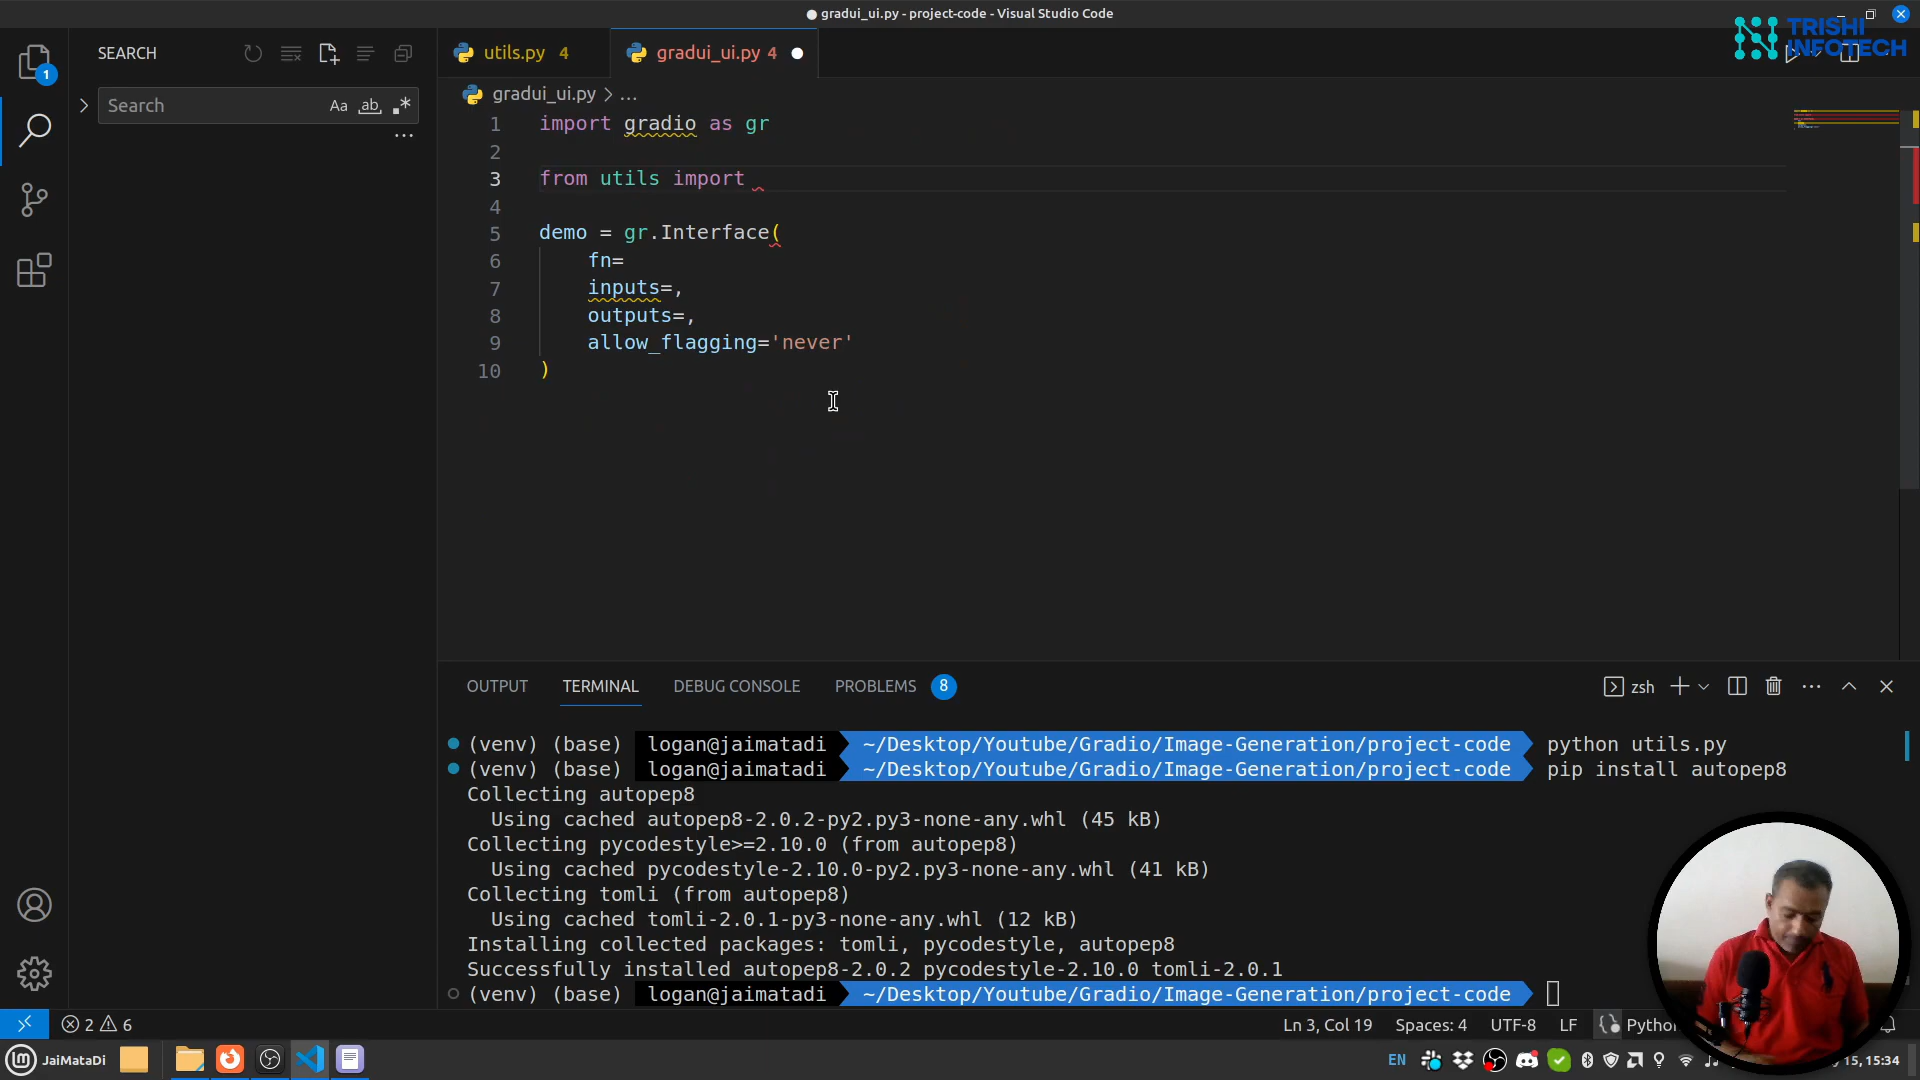 gradui_ui.py - project-code - Visual Studio Code
TRISHI
INFOTECH
SEARCH
utils.py 4
gradui_ui.py 4
1
Search
Aa ab, .*
gradui_ui.py > ...
1 import gradio as gr
2
3 from utils import
4
5 demo = gr.Interface(
6 fn=
7 inputs=,
8 outputs=,
9 allow_flagging='never'
10 )
OUTPUT TERMINAL DEBUG CONSOLE PROBLEMS 8
zsh
(venv) (base) logan@jaimatadi ~/Desktop/Youtube/Gradio/Image-Generation/project-code python utils.py
(venv) (base) logan@jaimatadi ~/Desktop/Youtube/Gradio/Image-Generation/project-code pip install autopep8
Collecting autopep8
Using cached autopep8-2.0.2-py2.py3-none-any.whl (45 kB)
Collecting pycodestyle>=2.10.0 (from autopep8)
Using cached pycodestyle-2.10.0-py2.py3-none-any.whl (41 kB)
Collecting tomli (from autopep8)
Using cached tomli-2.0.1-py3-none-any.whl (12 kB)
Installing collected packages: tomli, pycodestyle, autopep8
Successfully installed autopep8-2.0.2 pycodestyle-2.10.0 tomli-2.0.1
(venv) (base) logan@jaimatadi ~/Desktop/Youtube/Gradio/Image-Generation/project-code
2 6
Ln 3, Col 19 Spaces: 4 UTF-8 LF
JaiMataDi
EN
15, 15:34